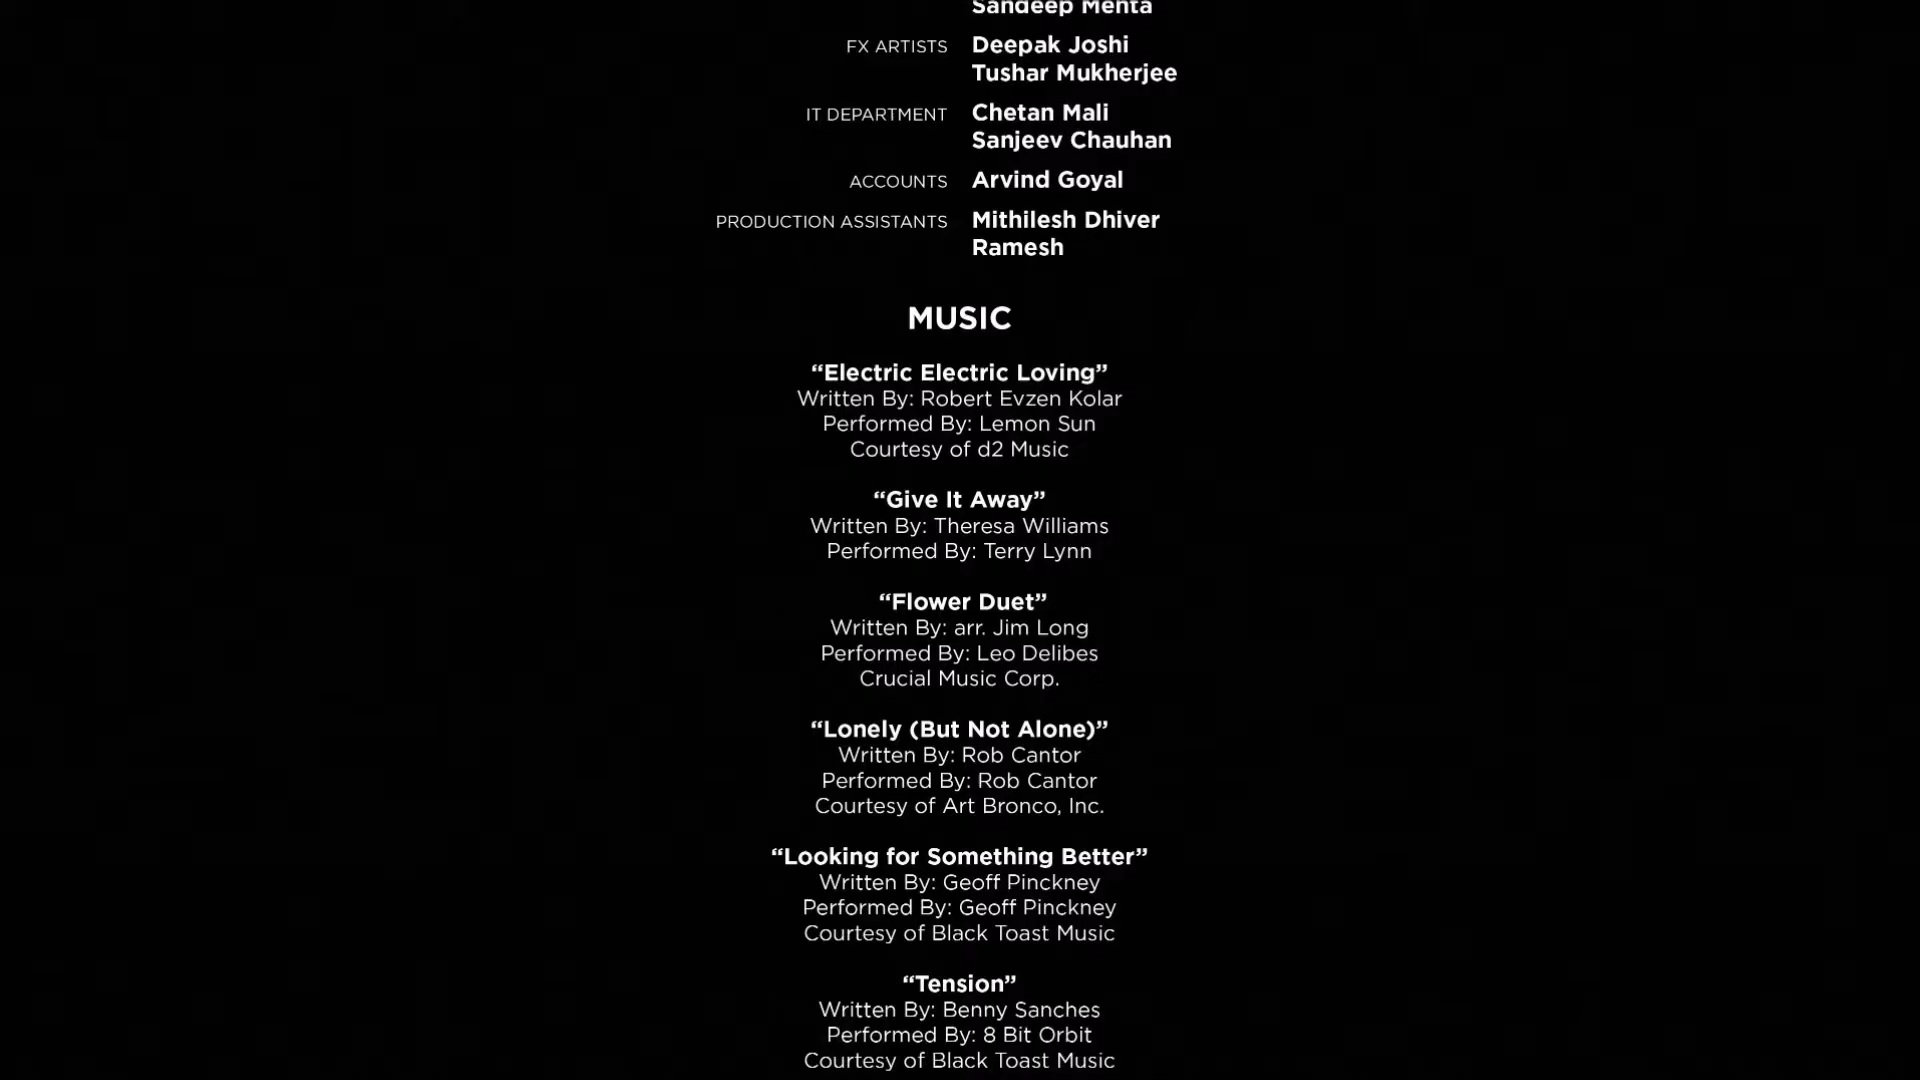 Sandeep Mehta
FX ARTISTS Deepak Joshi
Tushar Mukherjee
IT DEPARTMENT Chetan Mali
Sanjeev Chauhan
ACCOUNTS Arvind Goyal
PRODUCTION ASSISTANTS Mithilesh Dhiver
Ramesh
MUSIC
“Electric Electric Loving”
Written By: Robert Evzen Kolar
Performed By: Lemon Sun
Courtesy of d2 Music
“Give It Away”
Written By: Theresa Williams
Performed By: Terry Lynn
“Flower Duet”
Written By: arr. Jim Long
Performed By: Leo Delibes
Crucial Music Corp.
“Lonely (But Not Alone)”
Written By: Rob Cantor
Performed By: Rob Cantor
Courtesy of Art Bronco, Inc.
“Looking for Something Better”
Written By: Geoff Pinckney
Performed By: Geoff Pinckney
Courtesy of Black Toast Music
“Tension”
Written By: Benny Sanches
Performed By: 8 Bit Orbit
Courtesy of Black Toast Music